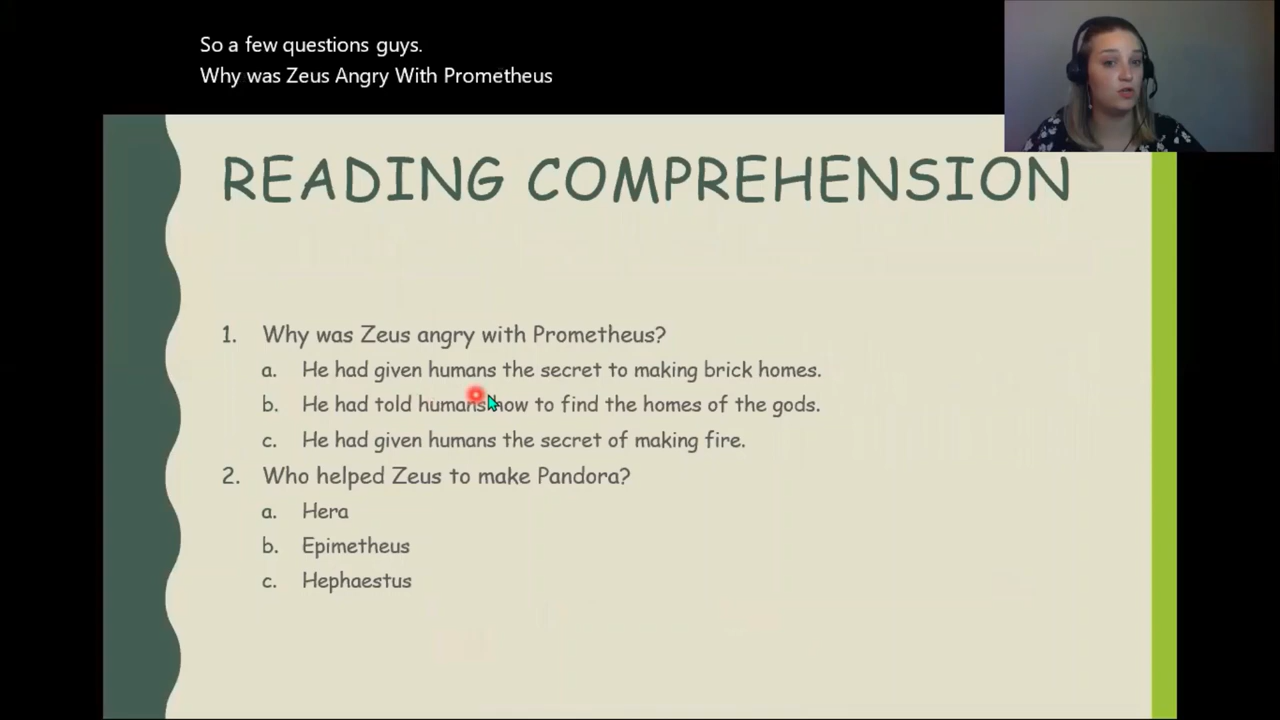 So a few questions guys.
Why was Zeus Angry With Prometheus
READING COMPREHENSION
1. Why was Zeus angry with Prometheus?
a. He had given humans the secret to making brick homes.
b. He had told humans how to find the homes of the gods.
c. He had given humans the secret of making fire.
2. Who helped Zeus to make Pandora?
a. Hera
b. Epimetheus
c. Hephaestus